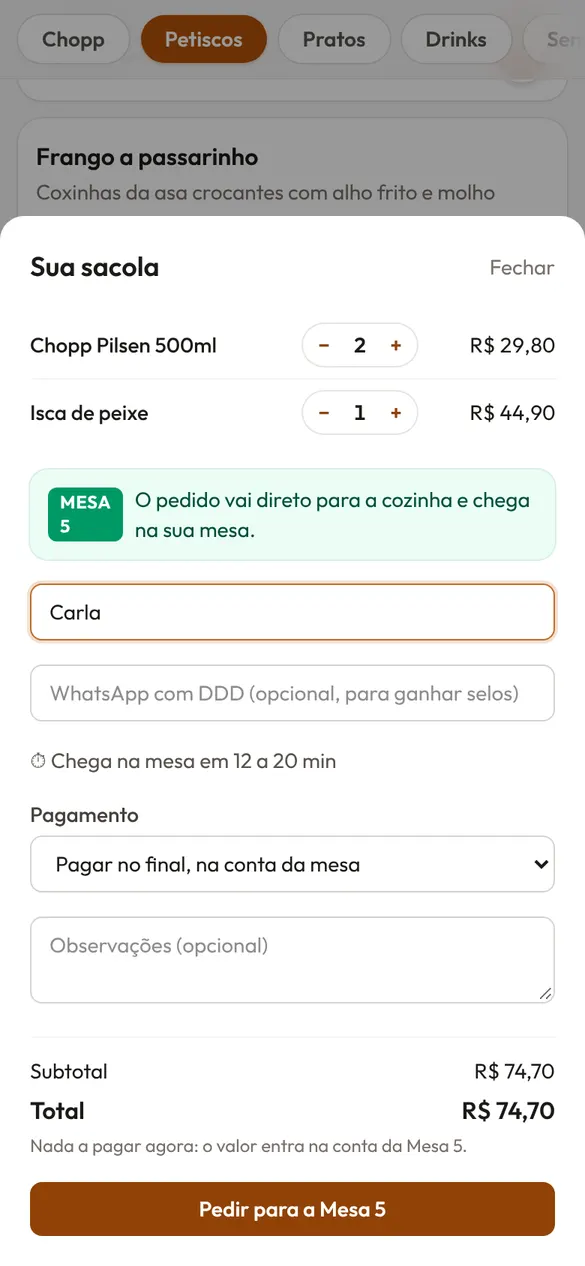 Chopp Petiscos Pratos Drinks
Frango a passarinho
Coxinhas da asa crocantes com alho frito e molho
Sua sacola Fechar
Chopp Pilsen 500ml − 2 + R$ 29,80
Isca de peixe − 1 + R$ 44,90
MESA 5
O pedido vai direto para a cozinha e chega
na sua mesa.
Carla
WhatsApp com DDD (opcional, para ganhar selos)
⏱ Chega na mesa em 12 a 20 min
Pagamento
Pagar no final, na conta da mesa
Observações (opcional)
Subtotal R$ 74,70
Total R$ 74,70
Nada a pagar agora: o valor entra na conta da Mesa 5.
Pedir para a Mesa 5